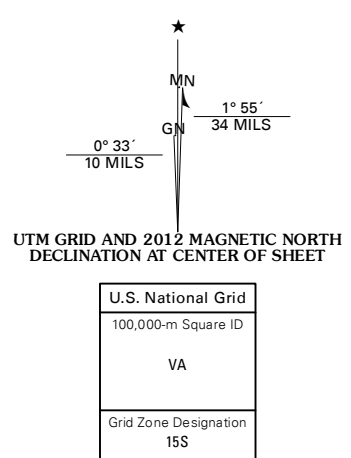 ★
MN
1° 55´
34 MILS
GN
0° 33´
10 MILS
UTM GRID AND 2012 MAGNETIC NORTH
DECLINATION AT CENTER OF SHEET
U.S. National Grid
100,000-m Square ID
VA
Grid Zone Designation
15S